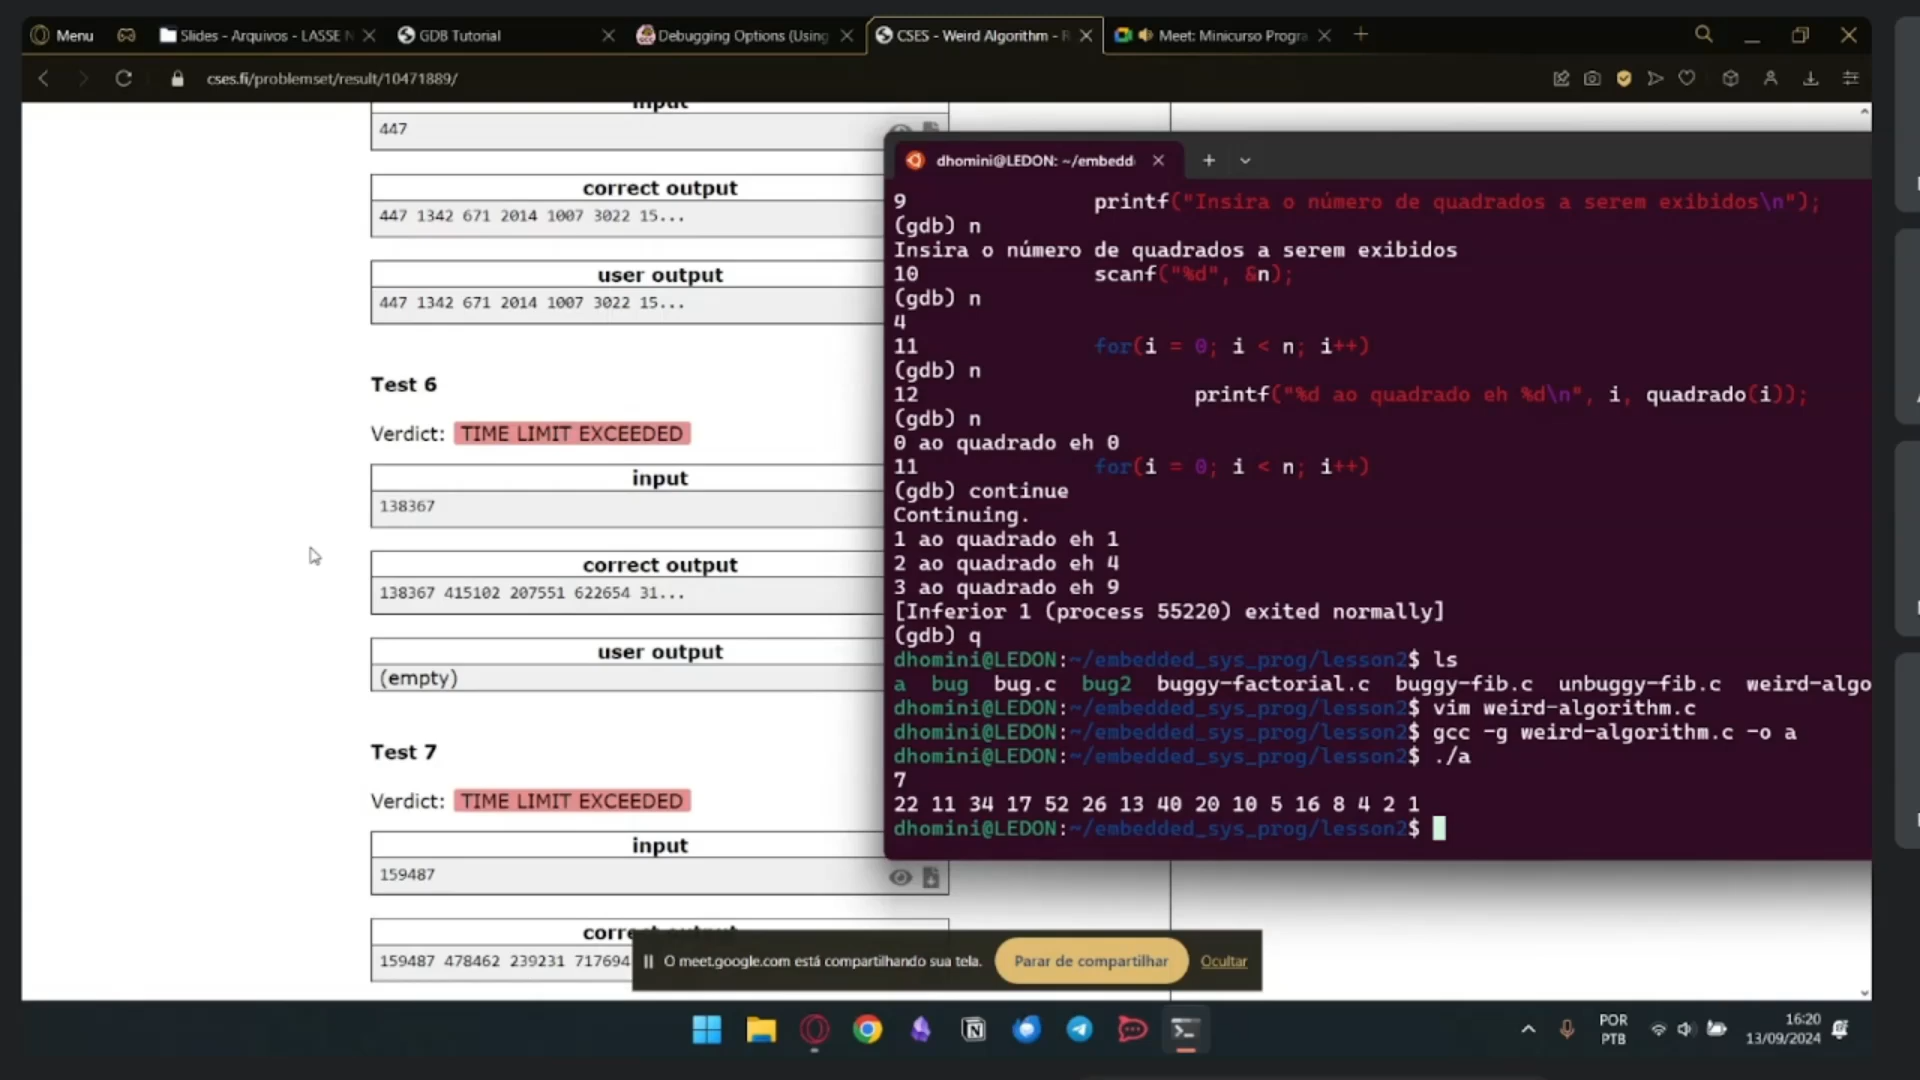 Menu
Slides - Arquivos - LASSE N
GDB Tutorial
Debugging Options (Using
CSES - Weird Algorithm - R
Meet: Minicurso Progra
cses.fi/problemset/result/10471889/
input
447
correct output
447 1342 671 2014 1007 3022 15...
user output
447 1342 671 2014 1007 3022 15...
Test 6
Verdict: TIME LIMIT EXCEEDED
input
138367
correct output
138367 415102 207551 622654 31...
user output
(empty)
Test 7
Verdict: TIME LIMIT EXCEEDED
input
159487
159487 478462 239231 717694
dhomini@LEDON: ~/embedd
9 printf("Insira o número de quadrados a serem exibidos\n");
(gdb) n
Insira o número de quadrados a serem exibidos
10 scanf("%d", &n);
(gdb) n
4
11 for(i = 0; i < n; i++)
(gdb) n
12 printf("%d ao quadrado eh %d\n", i, quadrado(i));
(gdb) n
0 ao quadrado eh 0
11 for(i = 0; i < n; i++)
(gdb) continue
Continuing.
1 ao quadrado eh 1
2 ao quadrado eh 4
3 ao quadrado eh 9
[Inferior 1 (process 55220) exited normally]
(gdb) q
dhomini@LEDON:~/embedded_sys_prog/lesson2$ ls
a bug bug.c bug2 buggy-factorial.c buggy-fib.c unbuggy-fib.c weird-algo
dhomini@LEDON:~/embedded_sys_prog/lesson2$ vim weird-algorithm.c
dhomini@LEDON:~/embedded_sys_prog/lesson2$ gcc -g weird-algorithm.c -o a
dhomini@LEDON:~/embedded_sys_prog/lesson2$ ./a
7
22 11 34 17 52 26 13 40 20 10 5 16 8 4 2 1
dhomini@LEDON:~/embedded_sys_prog/lesson2$
O meet.google.com está compartilhando sua tela.
Parar de compartilhar
Ocultar
POR
PTB
16:20
13/09/2024